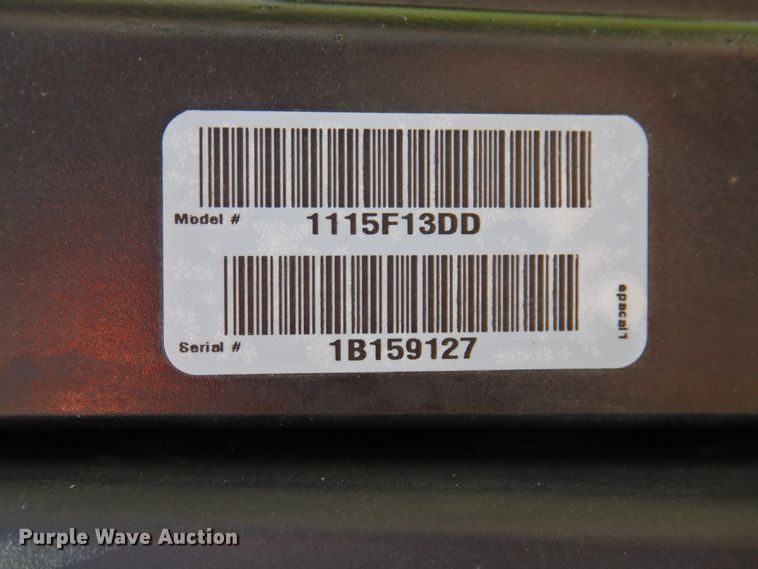 Model # 1115F13DD
Serial # 1B159127
epacal1
Purple Wave Auction